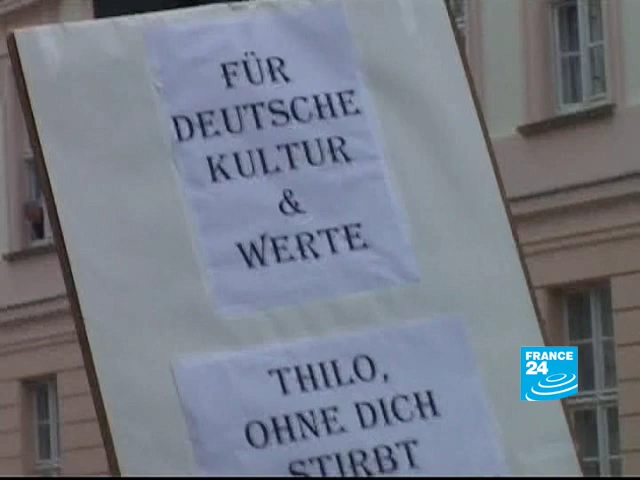 FÜR
DEUTSCHE
KULTUR
&
WERTE
THILO,
OHNE DICH
STIRBT
FRANCE
24